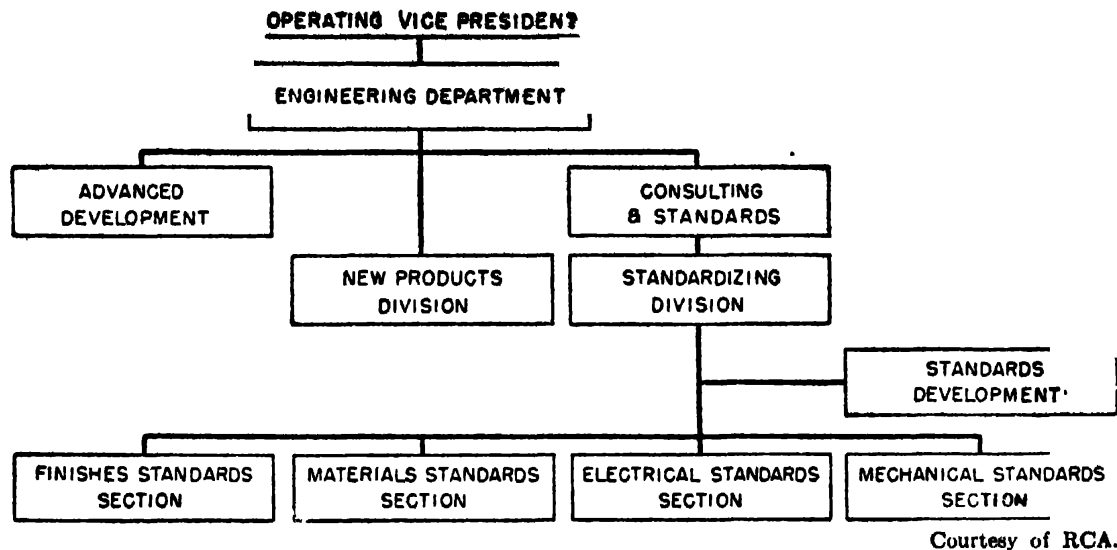 OPERATING VICE PRESIDENT
ENGINEERING DEPARTMENT
ADVANCED
DEVELOPMENT
CONSULTING
& STANDARDS
NEW PRODUCTS
DIVISION
STANDARDIZING
DIVISION
STANDARDS
DEVELOPMENT
FINISHES STANDARDS
SECTION
MATERIALS STANDARDS
SECTION
ELECTRICAL STANDARDS
SECTION
MECHANICAL STANDARDS
SECTION
Courtesy of RCA.